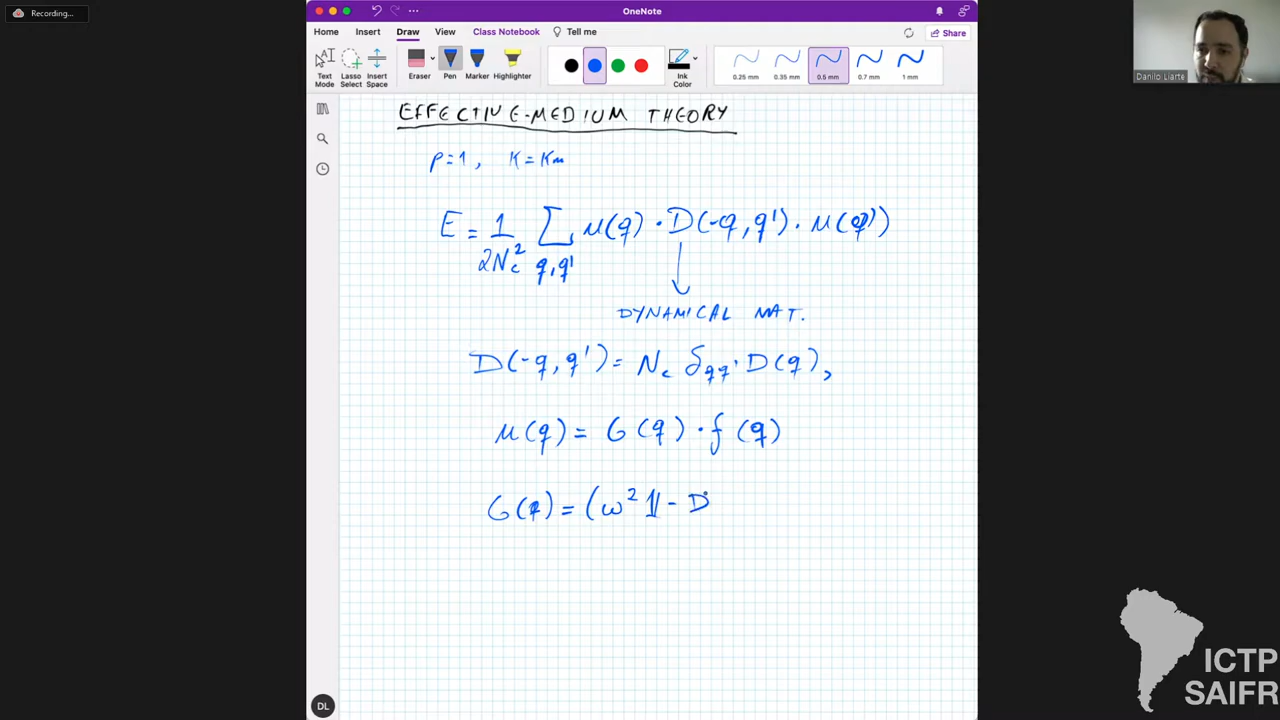 Recording...
OneNote
Home Insert Draw View Class Notebook Tell me Share
Text Mode
Lasso Select
Insert Space
Eraser
Pen
Marker
Highlighter
Ink Color
0.25 mm
0.35 mm
0.5 mm
0.7 mm
1 mm
Danilo Liarte
EFFECTIVE-MEDIUM THEORY
p=1, K=Km
E = 1/2Nc² Σq,q' u(q) · D(-q,q') · u(q')
DYNAMICAL MAT.
D(-q,q') = Nc δqq' D(q),
u(q) = G(q) · f(q)
G(q) = (ω² 𝟙 - D
DL
ICTP
SAIFR